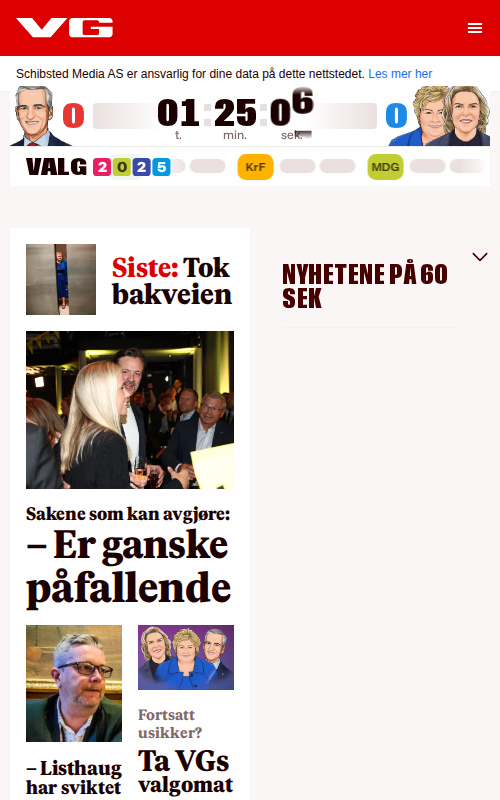 VG
Schibsted Media AS er ansvarlig for dine data på dette nettstedet. Les mer her
0 01:25:06 0
t. min. sek.
VALG 2025 KrF MDG
Siste: Tok
bakveien
NYHETENE PÅ 60
SEK
Sakene som kan avgjøre:
– Er ganske
påfallende
– Listhaug
har sviktet
Fortsatt
usikker?
Ta VGs
valgomat